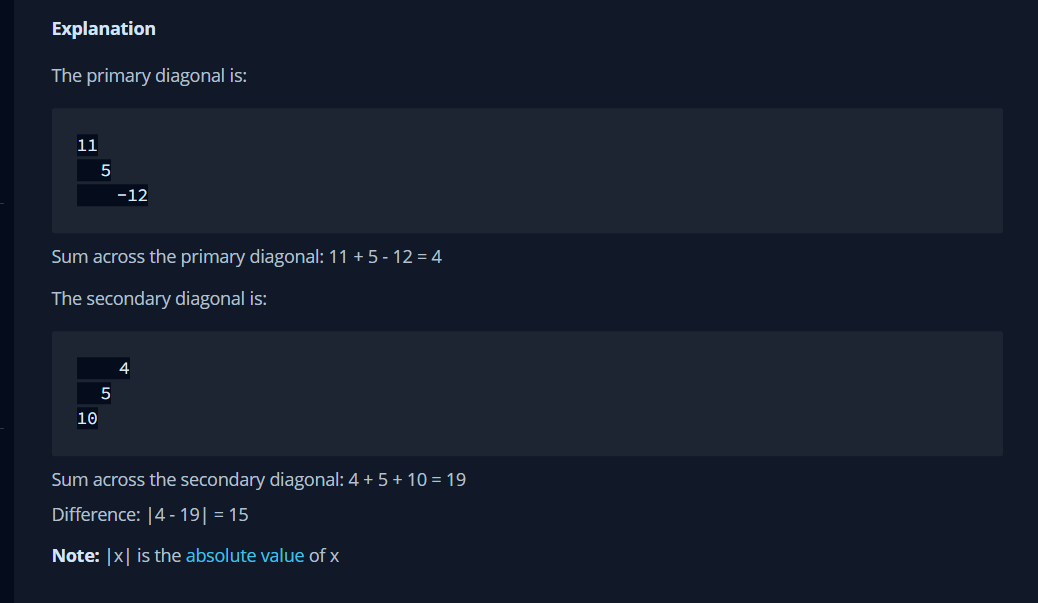 Explanation
The primary diagonal is:
11
5
-12
Sum across the primary diagonal: 11 + 5 - 12 = 4
The secondary diagonal is:
4
5
10
Sum across the secondary diagonal: 4 + 5 + 10 = 19
Difference: |4 - 19| = 15
Note: |x| is the absolute value of x